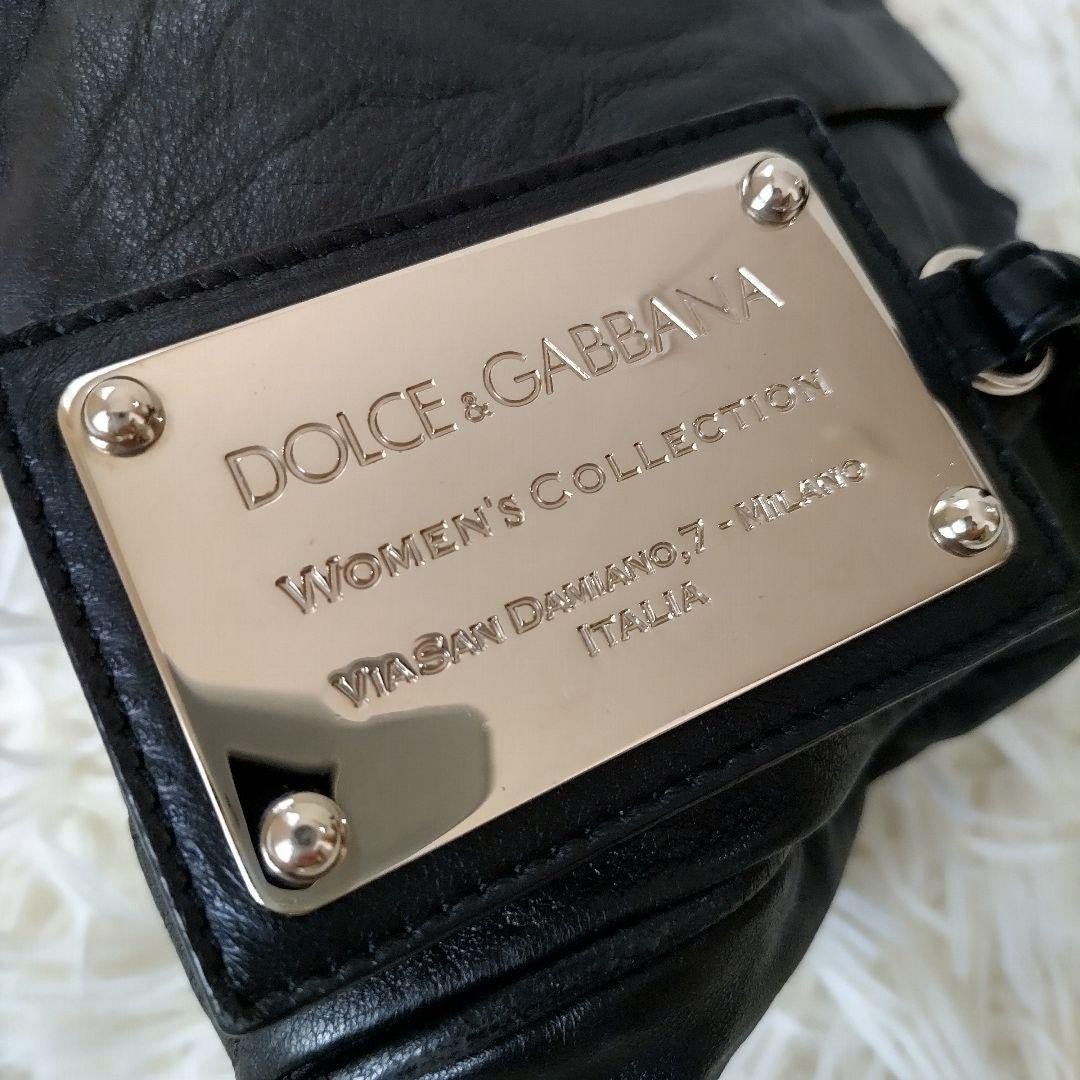 DOLCE & GABBANA
WOMEN'S COLLECTION
VIA SAN DAMIANO,7 - MILANO
ITALIA